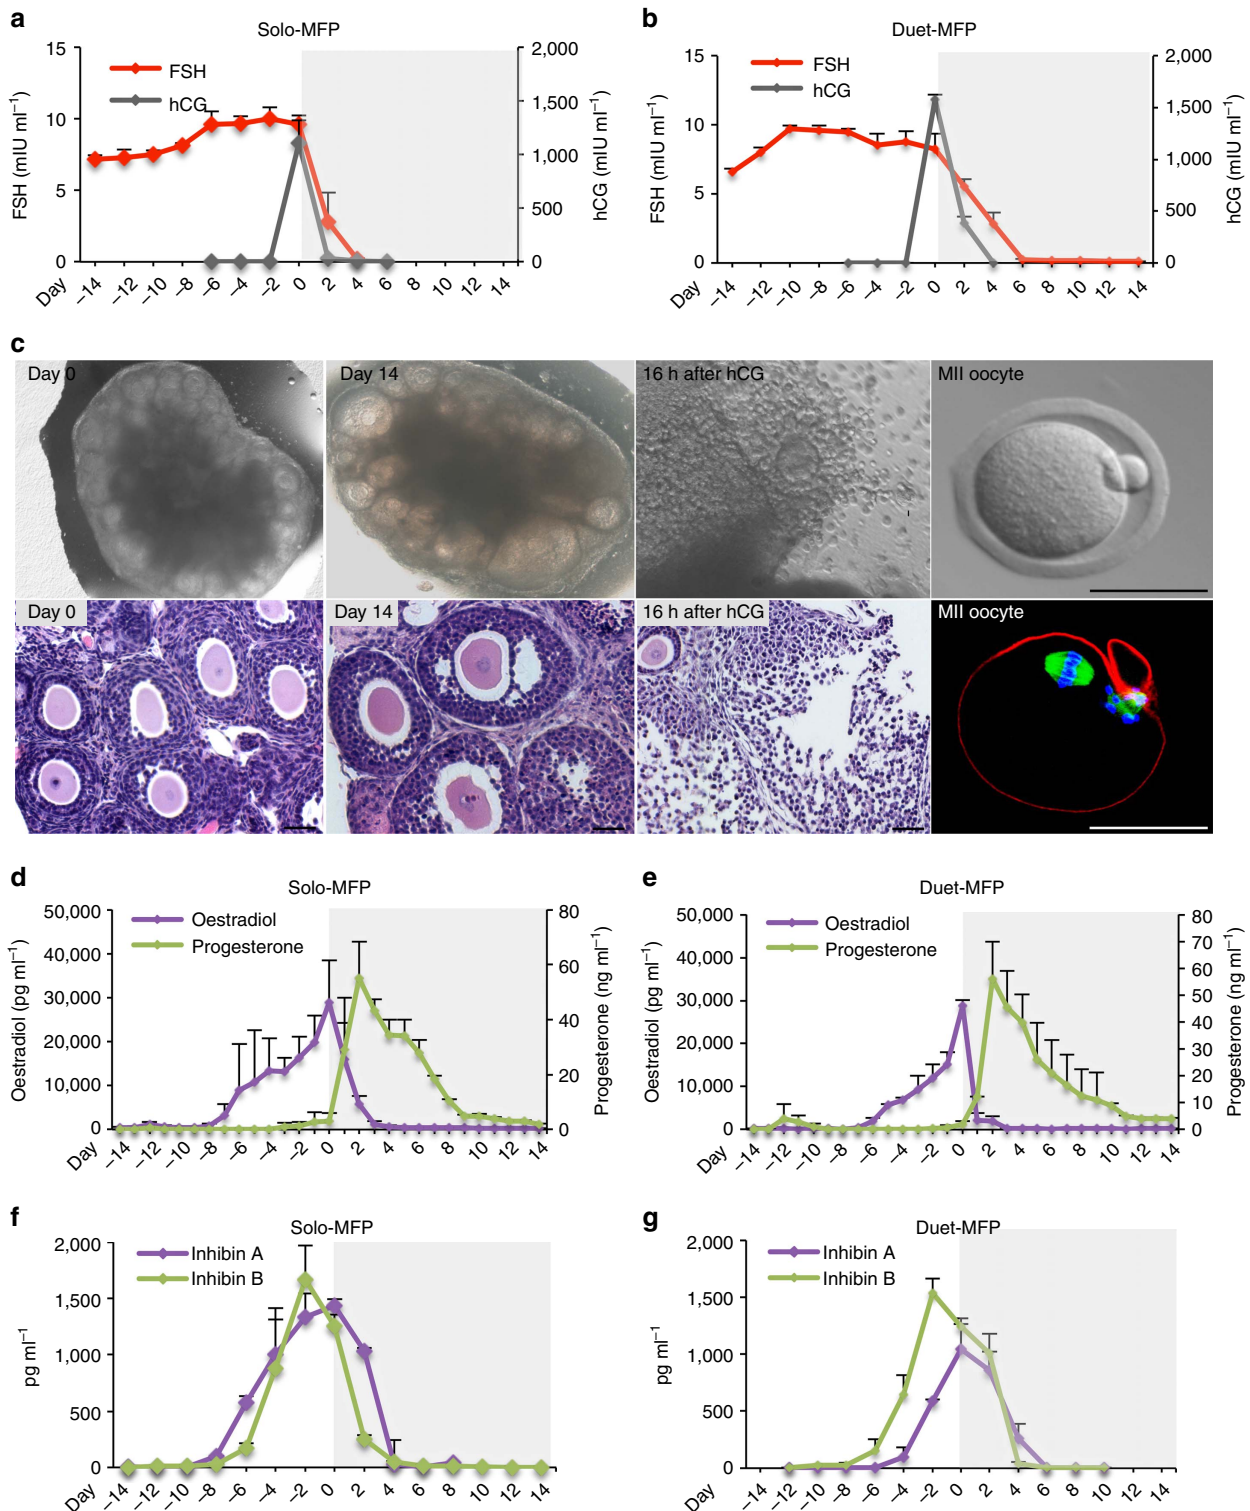 a
Solo-MFP
15
10
5
0
FSH (mIU ml⁻¹)
FSH
hCG
2,000
1,500
1,000
500
0
hCG (mIU ml⁻¹)
Day
–14
–12
–10
–8
–6
–4
–2
0
2
4
6
8
10
12
14
b
Duet-MFP
15
10
5
0
FSH (mIU ml⁻¹)
FSH
hCG
2,000
1,500
1,000
500
0
hCG (mIU ml⁻¹)
Day
–14
–12
–10
–8
–6
–4
–2
0
2
4
6
8
10
12
14
c
Day 0
Day 14
16 h after hCG
MII oocyte
Day 0
Day 14
16 h after hCG
MII oocyte
d
Solo-MFP
50,000
40,000
30,000
20,000
10,000
0
Oestradiol (pg ml⁻¹)
Oestradiol
Progesterone
80
60
40
20
0
Progesterone (ng ml⁻¹)
Day
–14
–12
–10
–8
–6
–4
–2
0
2
4
6
8
10
12
14
e
Duet-MFP
50,000
40,000
30,000
20,000
10,000
0
Oestradiol (pg ml⁻¹)
Oestradiol
Progesterone
80
70
60
50
40
30
20
10
0
Progesterone (ng ml⁻¹)
Day
–14
–12
–10
–8
–6
–4
–2
0
2
4
6
8
10
12
14
f
Solo-MFP
2,000
1,500
1,000
500
0
pg ml⁻¹
Inhibin A
Inhibin B
Day
–14
–12
–10
–8
–6
–4
–2
0
2
4
6
8
10
12
14
g
Duet-MFP
2,000
1,500
1,000
500
0
pg ml⁻¹
Inhibin A
Inhibin B
Day
–14
–12
–10
–8
–6
–4
–2
0
2
4
6
8
10
12
14